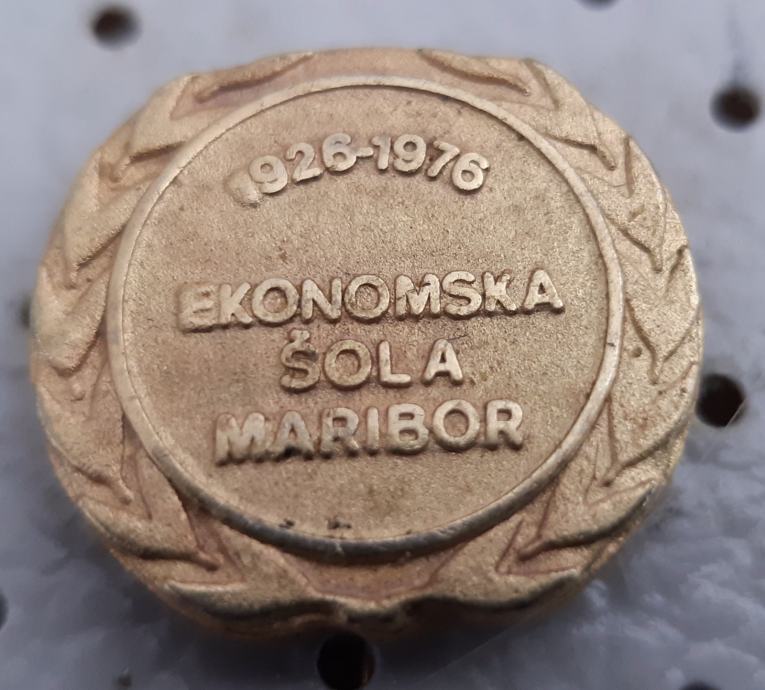 1926-1976
EKONOMSKA
ŠOLA
MARIBOR